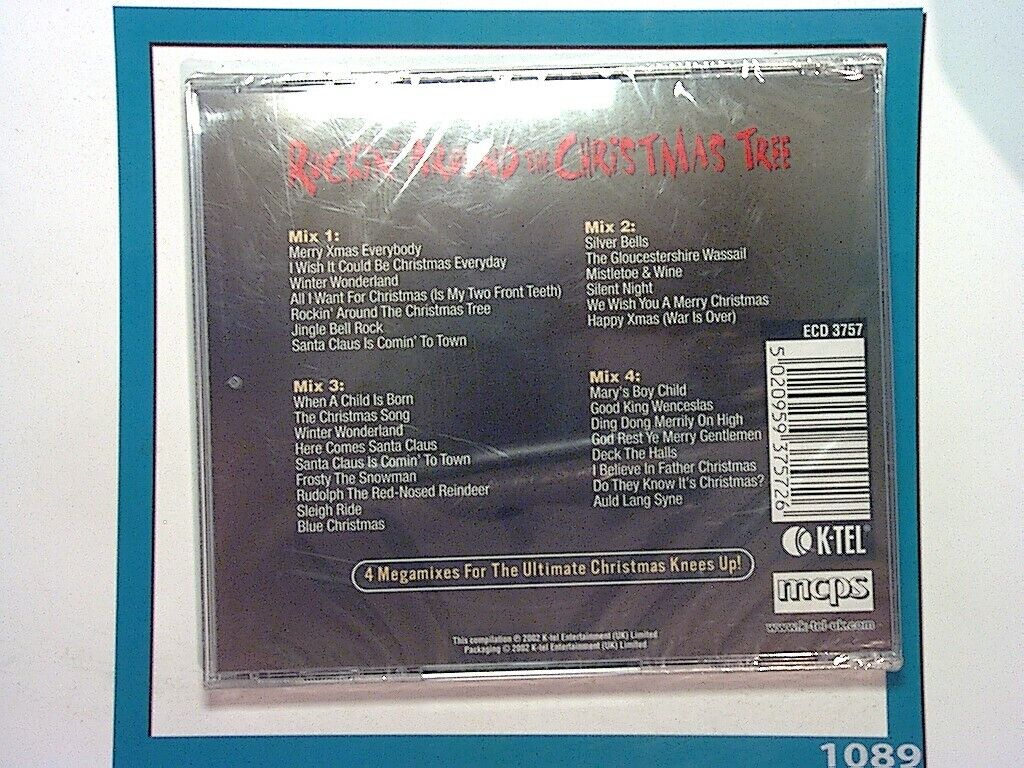 ROCKIN' AROUND THE CHRISTMAS TREE
Mix 1:
Merry Xmas Everybody
I Wish It Could Be Christmas Everyday
Winter Wonderland
All I Want For Christmas (Is My Two Front Teeth)
Rockin' Around The Christmas Tree
Jingle Bell Rock
Santa Claus Is Comin' To Town
Mix 2:
Silver Bells
The Gloucestershire Wassail
Mistletoe & Wine
Silent Night
We Wish You A Merry Christmas
Happy Xmas (War Is Over)
Mix 3:
When A Child Is Born
The Christmas Song
Winter Wonderland
Here Comes Santa Claus
Santa Claus Is Comin' To Town
Frosty The Snowman
Rudolph The Red-Nosed Reindeer
Sleigh Ride
Blue Christmas
Mix 4:
Mary's Boy Child
Good King Wenceslas
Ding Dong Merrily On High
God Rest Ye Merry Gentlemen
Deck The Halls
I Believe In Father Christmas
Do They Know It's Christmas?
Auld Lang Syne
ECD 3757
5 020959 375726
K-TEL
mcps
www.k-tel-uk.com
4 Megamixes For The Ultimate Christmas Knees Up!
This compilation ℗ 2002 K-tel Entertainment (UK) Limited
Packaging © 2002 K-tel Entertainment (UK) Limited
1089